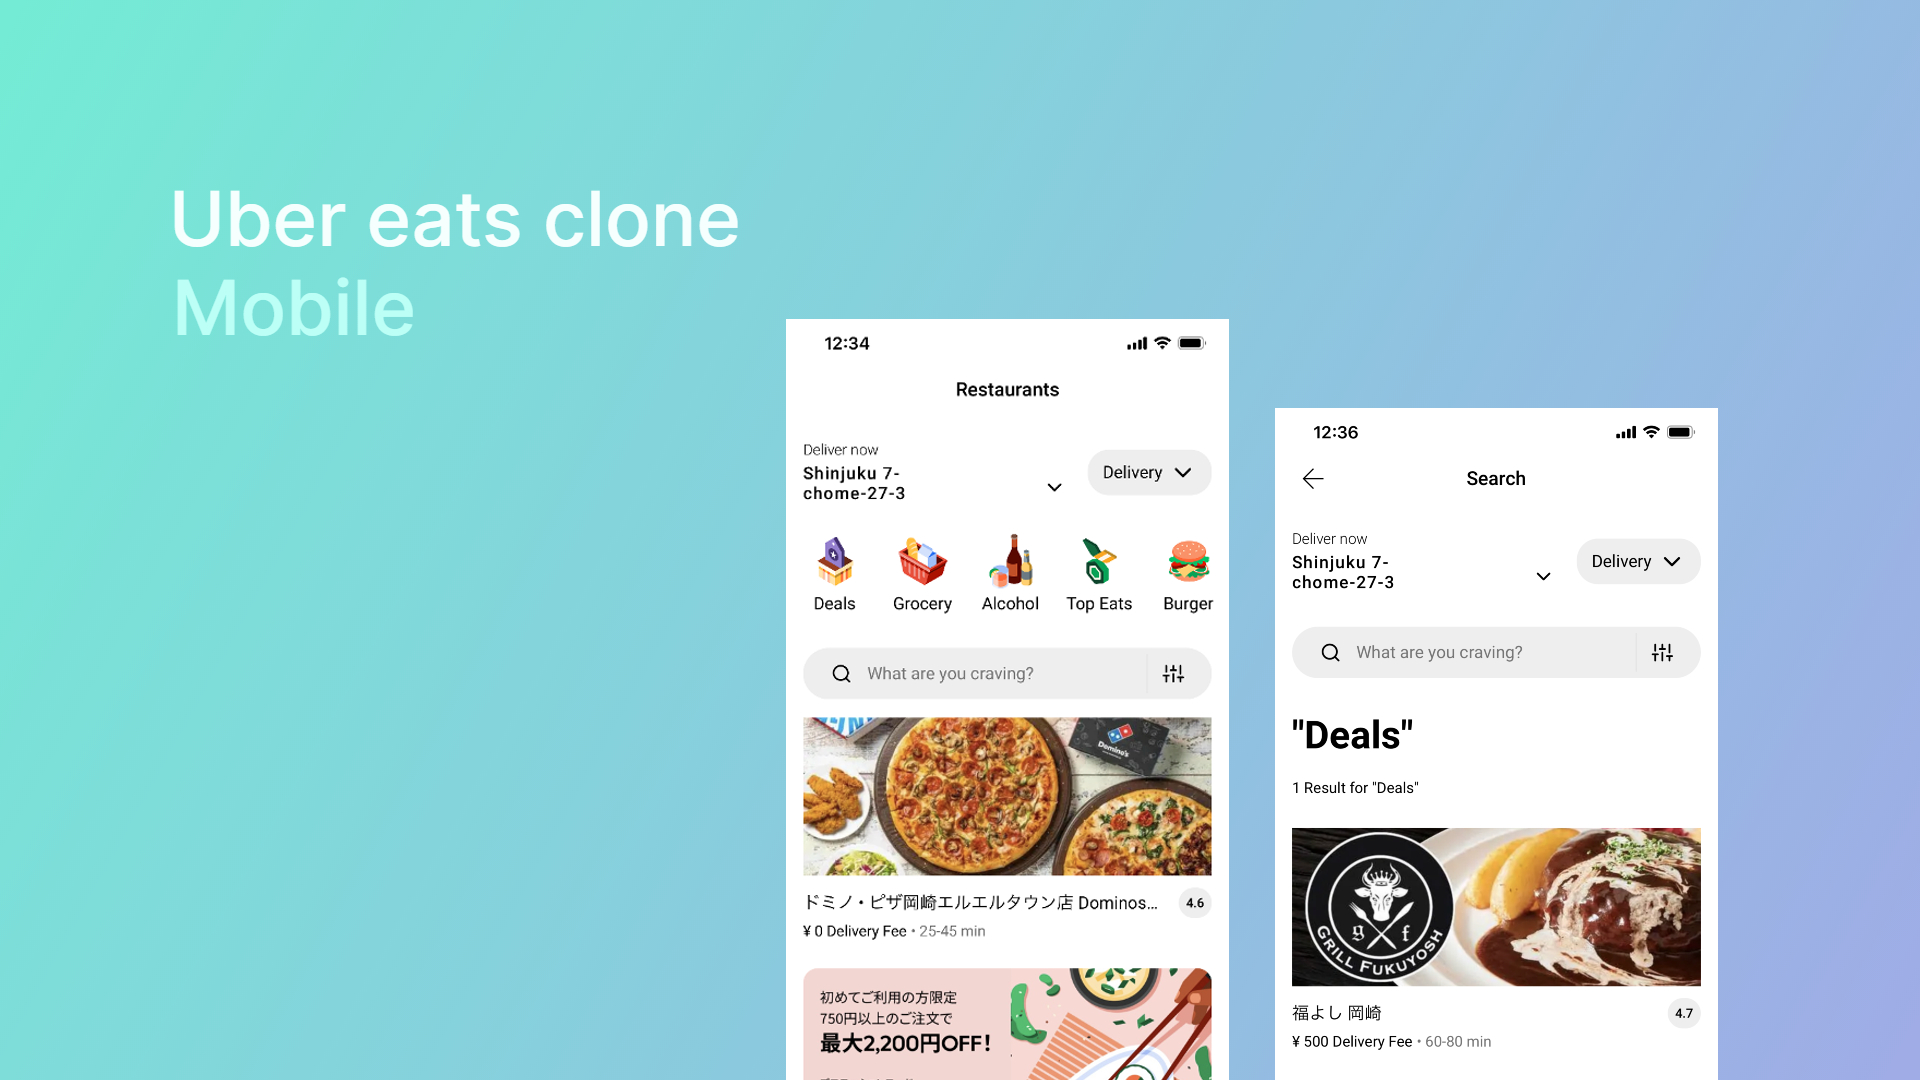 Uber eats clone
Mobile
12:34
Restaurants
Deliver now
Shinjuku 7-
chome-27-3
Delivery
Deals
Grocery
Alcohol
Top Eats
Burger
What are you craving?
Domino's
ドミノ・ピザ岡崎エルエルタウン店 Dominos...
4.6
¥ 0 Delivery Fee • 25-45 min
初めてご利用の方限定
750円以上のご注文で
最大2,200円OFF!
12:36
Search
Deliver now
Shinjuku 7-
chome-27-3
Delivery
What are you craving?
"Deals"
1 Result for "Deals"
g f
GRILL FUKUYOSH
福よし 岡崎
4.7
¥ 500 Delivery Fee • 60-80 min